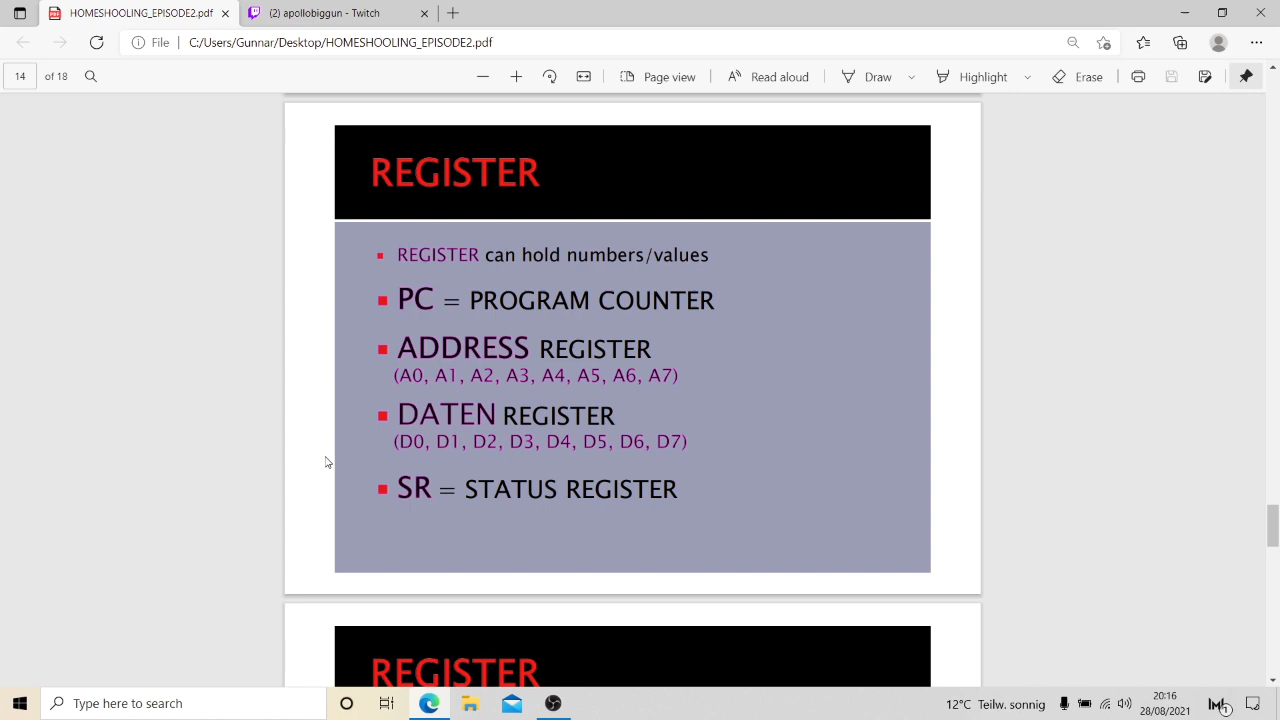 HOMESHOOLING_EPISODE2.pdf
(2) apollobiggun - Twitch
File
C:/Users/Gunnar/Desktop/HOMESHOOLING_EPISODE2.pdf
14 of 18
Page view
Read aloud
Draw
Highlight
Erase
REGISTER
REGISTER can hold numbers/values
PC = PROGRAM COUNTER
ADDRESS REGISTER
(A0, A1, A2, A3, A4, A5, A6, A7)
DATEN REGISTER
(D0, D1, D2, D3, D4, D5, D6, D7)
SR = STATUS REGISTER
REGISTER
Type here to search
12°C Teilw. sonnig
20:16
28/08/2021